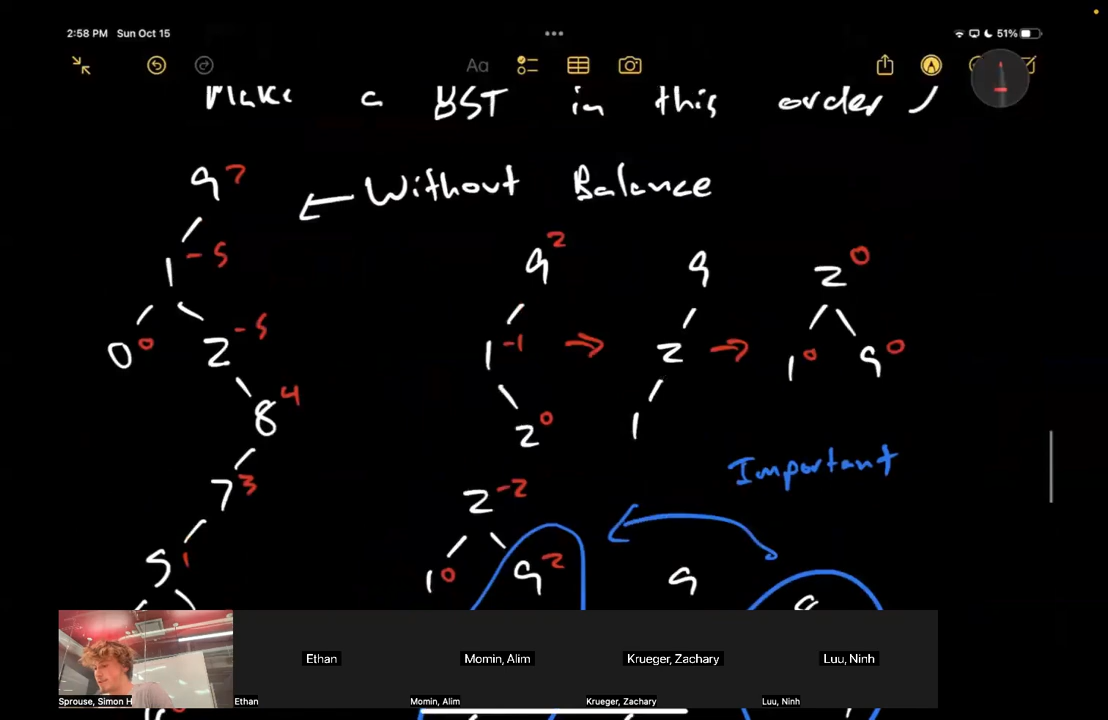 2:58 PM Sun Oct 15
51%
Aa
Make a BST in this order
9 7
← Without Balance
1 -5
0 0
2 -5
8 4
7 3
5 1
9 2
1 -1
2 0
→
9
2
1
→
2 0
1 0
9 0
Important
2 -2
1 0
9 2
9
Ethan
Momin, Alim
Krueger, Zachary
Luu, Ninh
Sprouse, Simon H
Ethan
Momin, Alim
Krueger, Zachary
Luu, Ninh